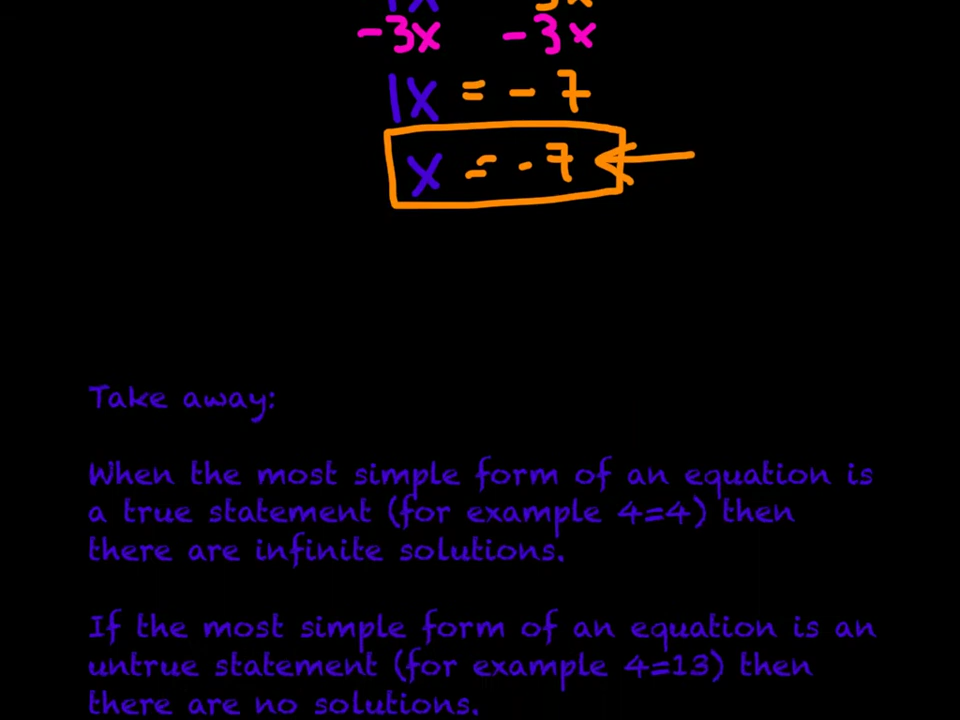 -3x -3x
1x = - 7
x = - 7
Take away:
When the most simple form of an equation is
a true statement (for example 4=4) then
there are infinite solutions.
If the most simple form of an equation is an
untrue statement (for example 4=13) then
there are no solutions.